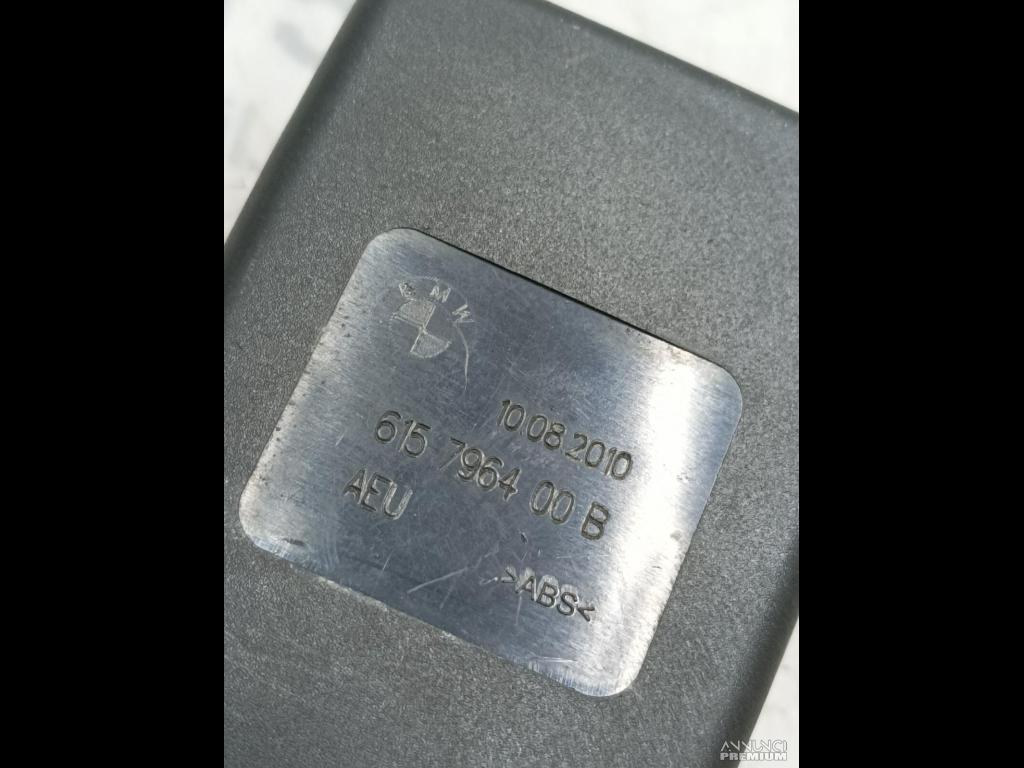 BMW
10.08.2010
615 7964 00 B
AEU
>ABS<
ANNUNCI
PREMIUM